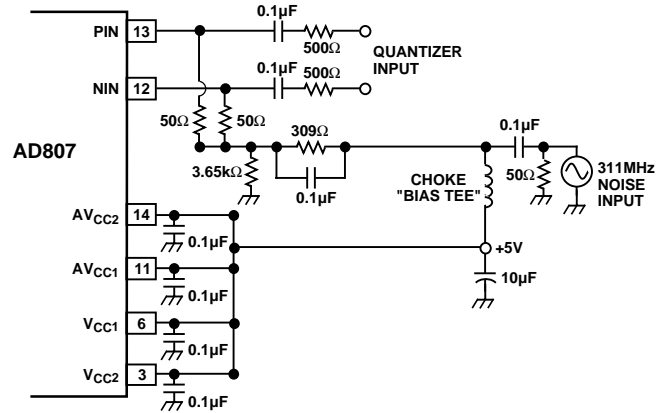 0.1µF
PIN 13
500Ω
QUANTIZER
INPUT
0.1µF
500Ω
NIN 12
50Ω 50Ω
309Ω
0.1µF
AD807
3.65kΩ
0.1µF
CHOKE
"BIAS TEE"
50Ω
311MHz
NOISE
INPUT
AVCC2 14
0.1µF
+5V
AVCC1 11
0.1µF
10µF
VCC1 6
0.1µF
VCC2 3
0.1µF